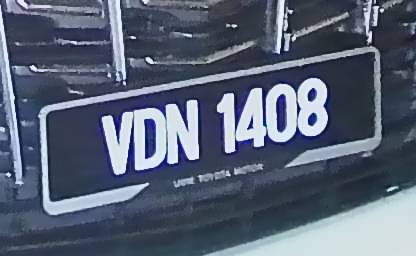 VDN 1408
UMW TOYOTA MOTOR